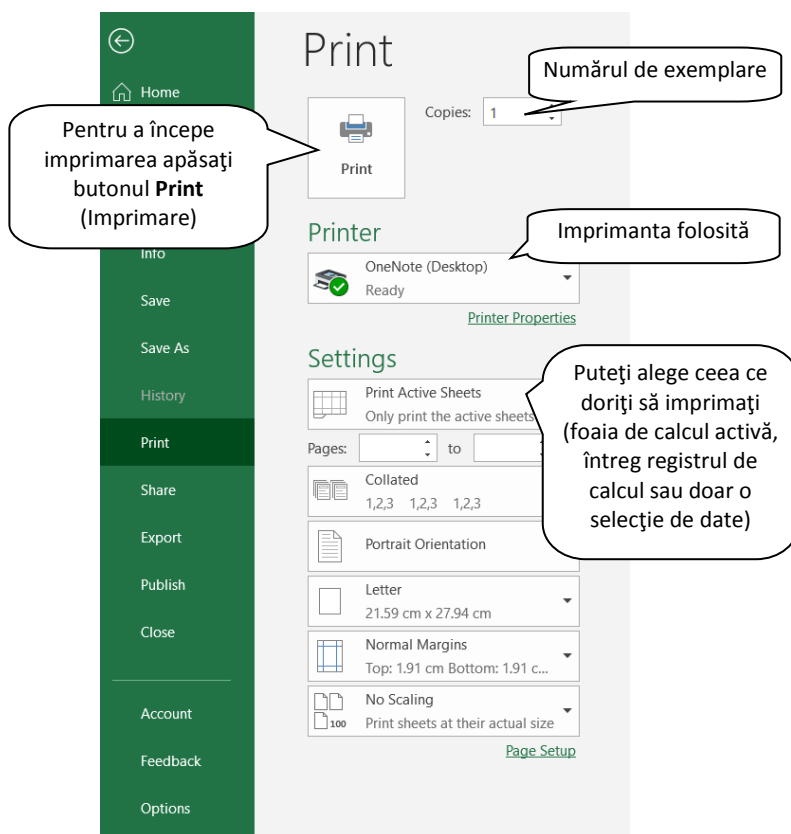 Print
Numărul de exemplare
Home
Copies: 1
Pentru a începe
imprimarea apăsaţi
butonul Print
(Imprimare)
Print
Printer
Imprimanta folosită
Info
OneNote (Desktop)
Ready
Save
Printer Properties
Save As
Settings
Puteţi alege ceea ce
doriţi să imprimaţi
(foaia de calcul activă,
întreg registrul de
calcul sau doar o
selecţie de date)
History
Print Active Sheets
Only print the active sheets
Print
Pages: to
Share
Collated
1,2,3 1,2,3 1,2,3
Export
Portrait Orientation
Publish
Letter
21.59 cm x 27.94 cm
Close
Normal Margins
Top: 1.91 cm Bottom: 1.91 c...
No Scaling
100 Print sheets at their actual size
Account
Page Setup
Feedback
Options